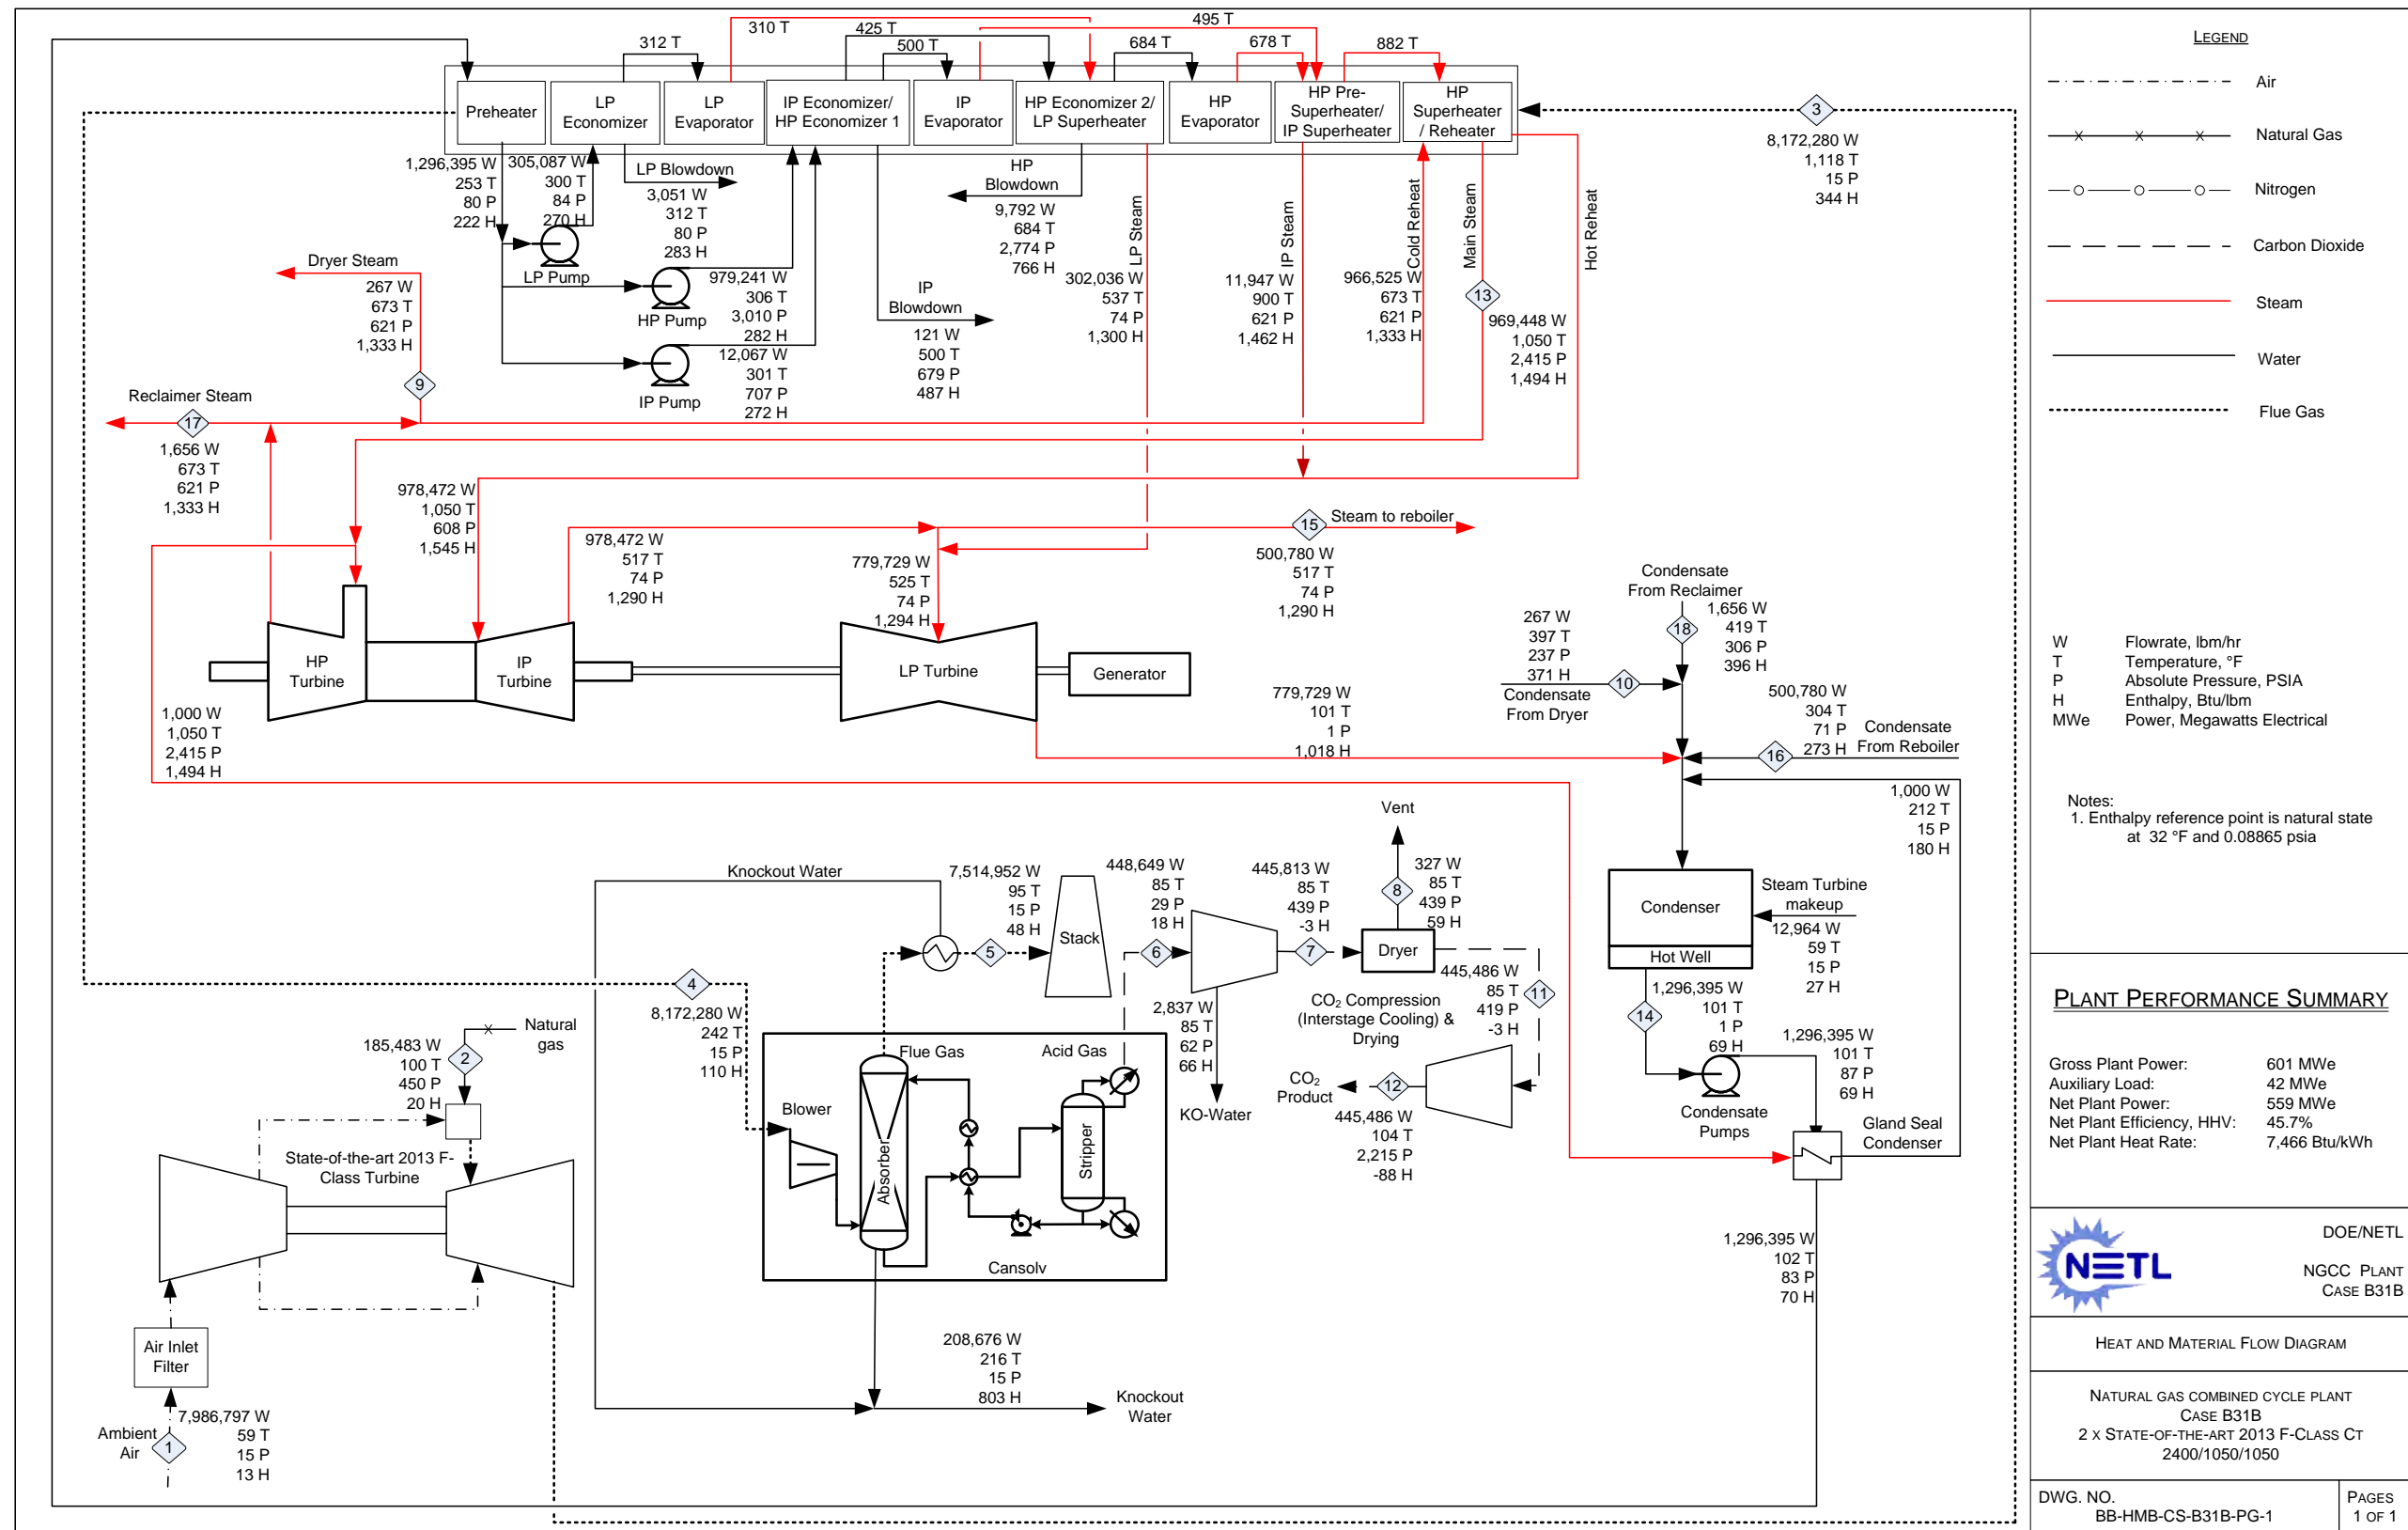 495 T
310 T
425 T
312 T
500 T
684 T
678 T
882 T
Preheater
LP
Economizer
LP
Evaporator
IP Economizer/
HP Economizer 1
IP
Evaporator
HP Economizer 2/
LP Superheater
HP
Evaporator
HP Pre-
Superheater/
IP Superheater
HP
Superheater
/ Reheater
3
8,172,280 W
1,118 T
15 P
344 H
1,296,395 W
253 T
80 P
222 H
305,087 W
300 T
84 P
270 H
LP Blowdown
3,051 W
312 T
80 P
283 H
HP
Blowdown
9,792 W
684 T
2,774 P
766 H
LP Steam
IP Steam
Cold Reheat
Main Steam
Hot Reheat
Dryer Steam
267 W
673 T
621 P
1,333 H
9
LP Pump
HP Pump
979,241 W
306 T
3,010 P
282 H
IP Pump
12,067 W
301 T
707 P
272 H
IP
Blowdown
121 W
500 T
679 P
487 H
302,036 W
537 T
74 P
1,300 H
11,947 W
900 T
621 P
1,462 H
966,525 W
673 T
621 P
1,333 H
13
969,448 W
1,050 T
2,415 P
1,494 H
Reclaimer Steam
17
1,656 W
673 T
621 P
1,333 H
978,472 W
1,050 T
608 P
1,545 H
978,472 W
517 T
74 P
1,290 H
779,729 W
525 T
74 P
1,294 H
15
Steam to reboiler
500,780 W
517 T
74 P
1,290 H
HP
Turbine
IP
Turbine
LP Turbine
Generator
1,000 W
1,050 T
2,415 P
1,494 H
779,729 W
101 T
1 P
1,018 H
Condensate
From Reclaimer
1,656 W
419 T
306 P
396 H
18
267 W
397 T
237 P
371 H
10
Condensate
From Dryer
500,780 W
304 T
71 P
273 H
Condensate
From Reboiler
16
1,000 W
212 T
15 P
180 H
Condenser
Hot Well
Steam Turbine
makeup
12,964 W
59 T
15 P
27 H
1,296,395 W
101 T
1 P
69 H
14
1,296,395 W
101 T
87 P
69 H
Condensate
Pumps
Gland Seal
Condenser
1,296,395 W
102 T
83 P
70 H
Knockout Water
7,514,952 W
95 T
15 P
48 H
5
Stack
448,649 W
85 T
29 P
18 H
6
445,813 W
85 T
439 P
-3 H
7
Vent
8
327 W
85 T
439 P
59 H
Dryer
445,486 W
85 T
419 P
-3 H
11
2,837 W
85 T
62 P
66 H
KO-Water
CO2 Compression
(Interstage Cooling) &
Drying
CO2
Product
12
445,486 W
104 T
2,215 P
-88 H
4
8,172,280 W
242 T
15 P
110 H
Blower
Flue Gas
Absorber
Acid Gas
Stripper
Cansolv
208,676 W
216 T
15 P
803 H
Knockout
Water
Natural
gas
185,483 W
100 T
450 P
20 H
2
State-of-the-art 2013 F-
Class Turbine
Air Inlet
Filter
Ambient
Air
1
7,986,797 W
59 T
15 P
13 H
LEGEND
Air
Natural Gas
Nitrogen
Carbon Dioxide
Steam
Water
Flue Gas
W Flowrate, lbm/hr
T Temperature, °F
P Absolute Pressure, PSIA
H Enthalpy, Btu/lbm
MWe Power, Megawatts Electrical
Notes:
1. Enthalpy reference point is natural state
at 32 °F and 0.08865 psia
PLANT PERFORMANCE SUMMARY
Gross Plant Power: 601 MWe
Auxiliary Load: 42 MWe
Net Plant Power: 559 MWe
Net Plant Efficiency, HHV: 45.7%
Net Plant Heat Rate: 7,466 Btu/kWh
NETL
DOE/NETL
NGCC PLANT
CASE B31B
HEAT AND MATERIAL FLOW DIAGRAM
NATURAL GAS COMBINED CYCLE PLANT
CASE B31B
2 X STATE-OF-THE-ART 2013 F-CLASS CT
2400/1050/1050
DWG. NO.
BB-HMB-CS-B31B-PG-1
PAGES
1 OF 1